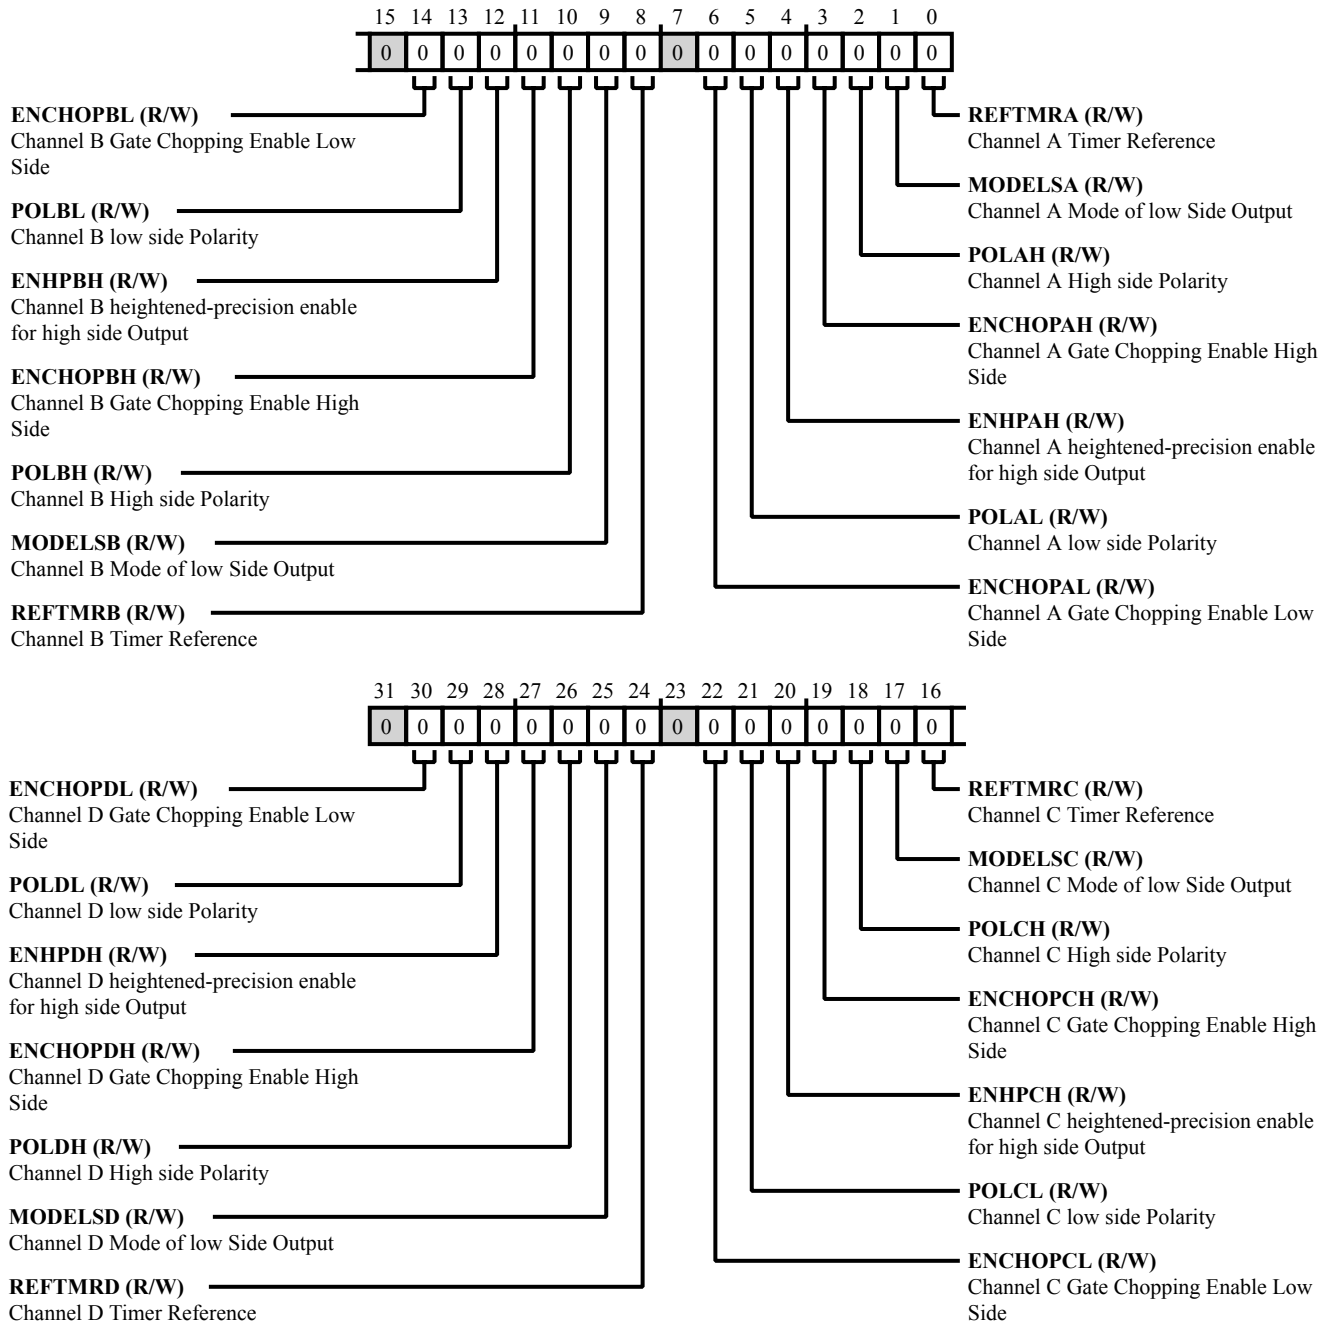 15 14 13 12 11 10 9 8 7 6 5 4 3 2 1 0
0 0 0 0 0 0 0 0 0 0 0 0 0 0 0 0
ENCHOPBL (R/W)
Channel B Gate Chopping Enable Low
Side
POLBL (R/W)
Channel B low side Polarity
ENHPBH (R/W)
Channel B heightened-precision enable
for high side Output
ENCHOPBH (R/W)
Channel B Gate Chopping Enable High
Side
POLBH (R/W)
Channel B High side Polarity
MODELSB (R/W)
Channel B Mode of low Side Output
REFTMRB (R/W)
Channel B Timer Reference
REFTMRA (R/W)
Channel A Timer Reference
MODELSA (R/W)
Channel A Mode of low Side Output
POLAH (R/W)
Channel A High side Polarity
ENCHOPAH (R/W)
Channel A Gate Chopping Enable High
Side
ENHPAH (R/W)
Channel A heightened-precision enable
for high side Output
POLAL (R/W)
Channel A low side Polarity
ENCHOPAL (R/W)
Channel A Gate Chopping Enable Low
Side
31 30 29 28 27 26 25 24 23 22 21 20 19 18 17 16
0 0 0 0 0 0 0 0 0 0 0 0 0 0 0 0
ENCHOPDL (R/W)
Channel D Gate Chopping Enable Low
Side
POLDL (R/W)
Channel D low side Polarity
ENHPDH (R/W)
Channel D heightened-precision enable
for high side Output
ENCHOPDH (R/W)
Channel D Gate Chopping Enable High
Side
POLDH (R/W)
Channel D High side Polarity
MODELSD (R/W)
Channel D Mode of low Side Output
REFTMRD (R/W)
Channel D Timer Reference
REFTMRC (R/W)
Channel C Timer Reference
MODELSC (R/W)
Channel C Mode of low Side Output
POLCH (R/W)
Channel C High side Polarity
ENCHOPCH (R/W)
Channel C Gate Chopping Enable High
Side
ENHPCH (R/W)
Channel C heightened-precision enable
for high side Output
POLCL (R/W)
Channel C low side Polarity
ENCHOPCL (R/W)
Channel C Gate Chopping Enable Low
Side